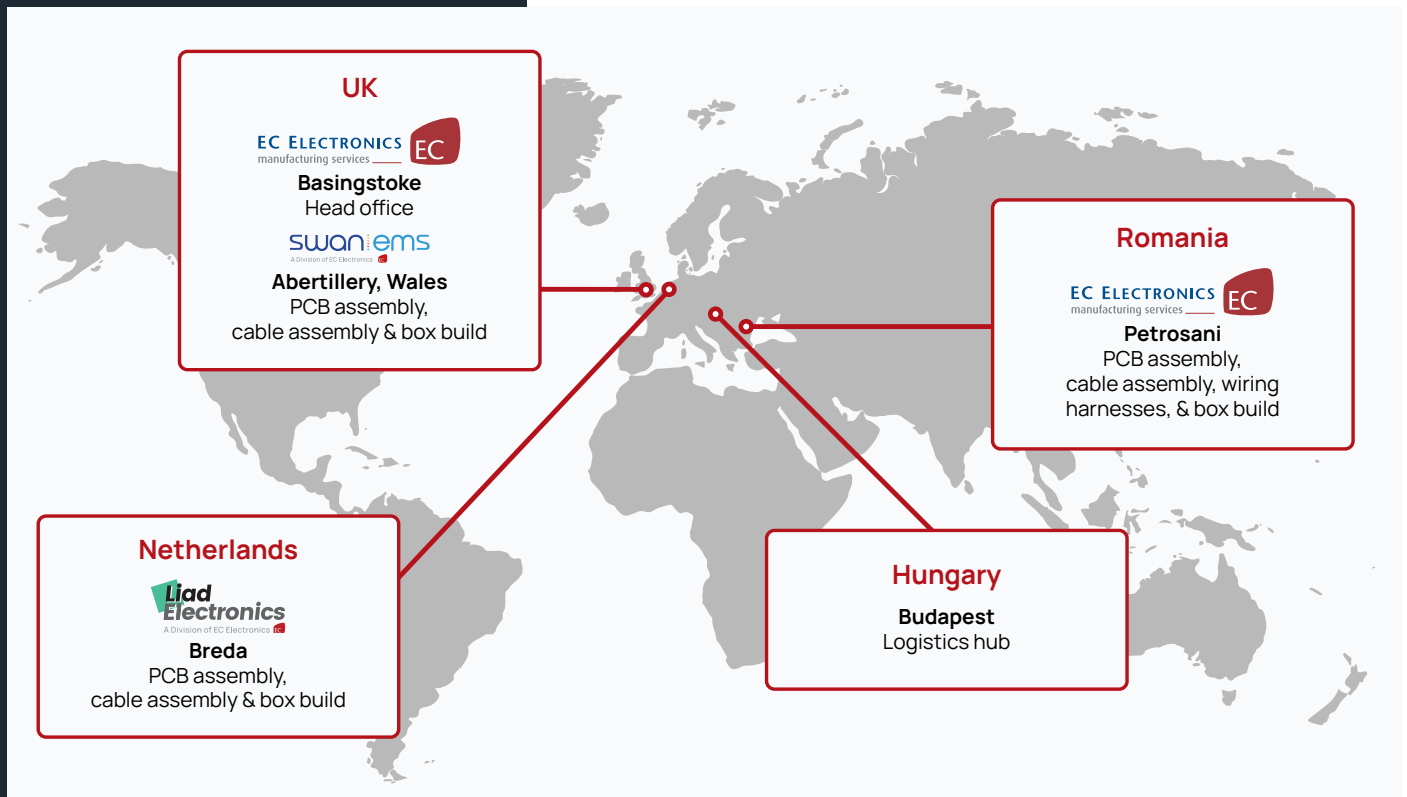 UK
EC ELECTRONICS
manufacturing services
EC
Basingstoke
Head office
swan ems
A Division of EC Electronics
EC
Abertillery, Wales
PCB assembly,
cable assembly & box build
Romania
EC ELECTRONICS
manufacturing services
EC
Petrosani
PCB assembly,
cable assembly, wiring
harnesses, & box build
Netherlands
Liad
Electronics
A Division of EC Electronics
EC
Breda
PCB assembly,
cable assembly & box build
Hungary
Budapest
Logistics hub